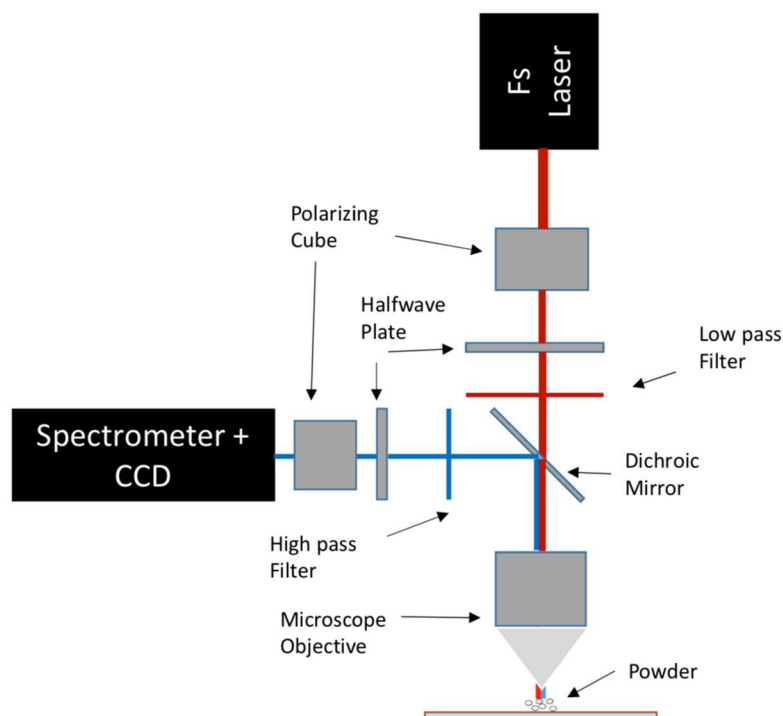 Fs
Laser
Polarizing
Cube
Halfwave
Plate
Low pass
Filter
Spectrometer +
CCD
Dichroic
Mirror
High pass
Filter
Microscope
Objective
Powder